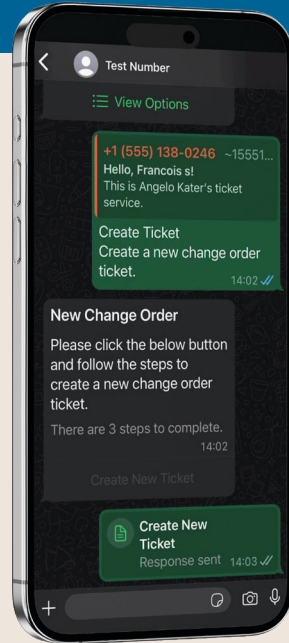 Test Number
View Options
+1 (555) 138-0246 ~15551...
Hello, Francois s!
This is Angelo Kater's ticket
service.
Create Ticket
Create a new change order
ticket.
14:02
New Change Order
Please click the below button
and follow the steps to
create a new change order
ticket.
There are 3 steps to complete.
14:02
Create New Ticket
Create New
Ticket
Response sent 14:03